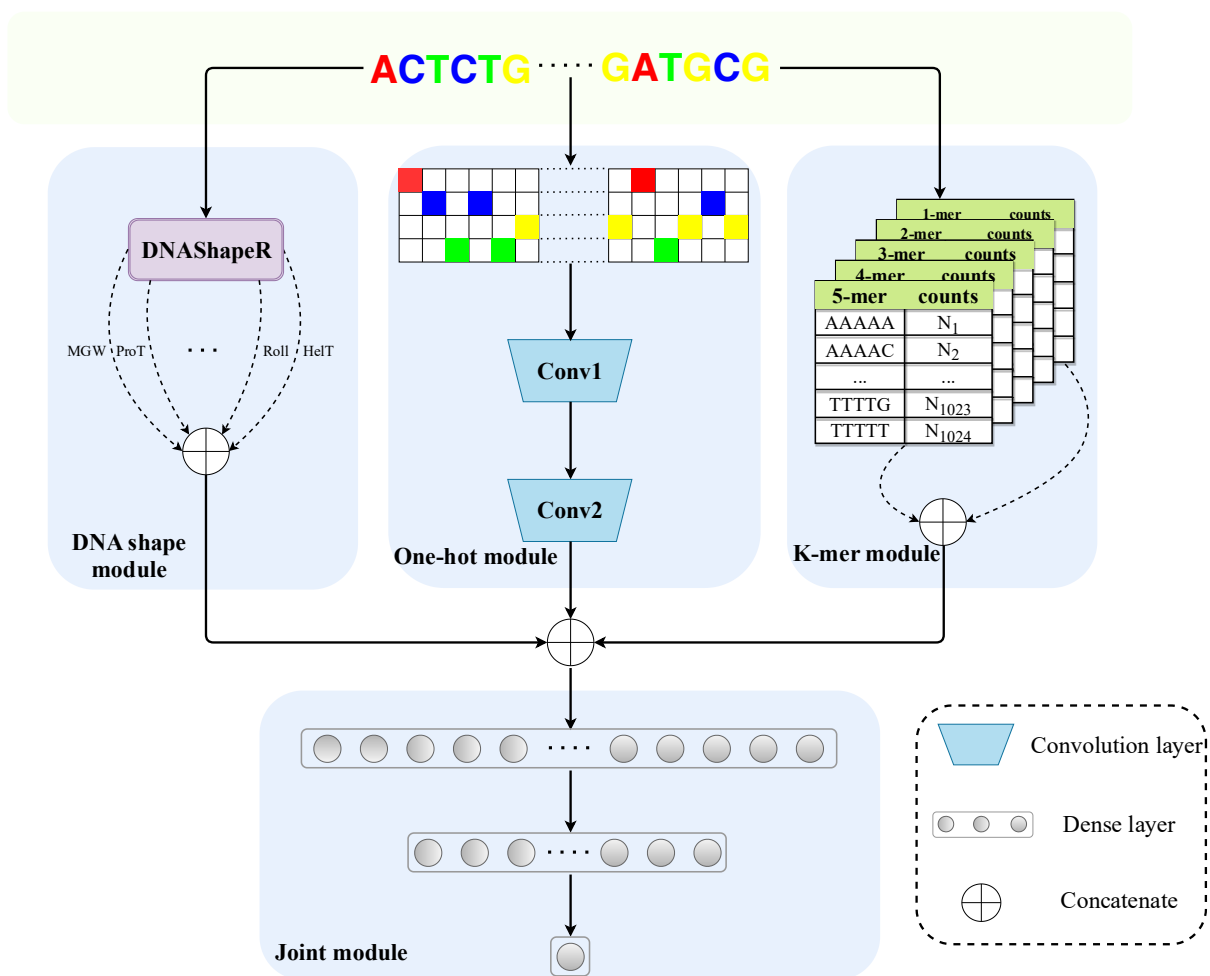 ACTCTG ····· GATGCG
DNAShapeR
MGW ProT ... Roll HelT
DNA shape
module
Conv1
Conv2
One-hot module
1-mer counts
2-mer counts
3-mer counts
4-mer counts
5-mer counts
AAAAA N1
AAAAC N2
... ...
TTTTG N1023
TTTTT N1024
K-mer module
····
····
Joint module
Convolution layer
Dense layer
Concatenate